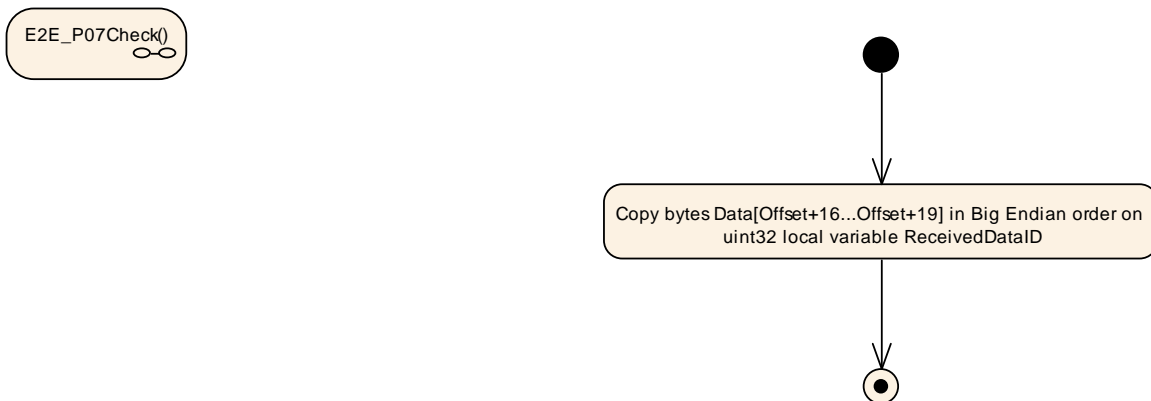 E2E_P07Check()
Copy bytes Data[Offset+16...Offset+19] in Big Endian order on
uint32 local variable ReceivedDataID